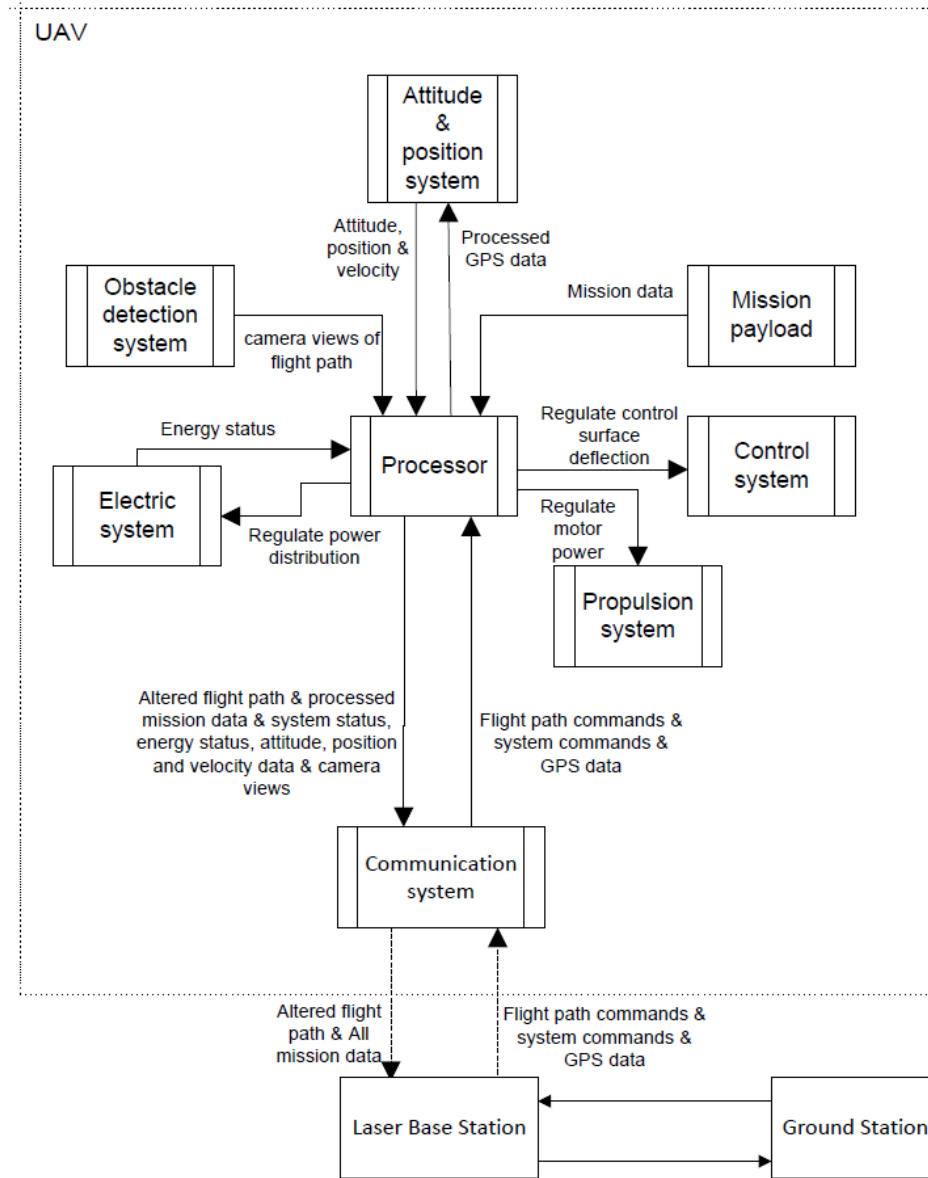 UAV
Attitude
&
position
system
Attitude,
position &
velocity
Processed
GPS data
Obstacle
detection
system
Mission data
Mission
payload
camera views of
flight path
Energy status
Processor
Regulate control
surface
deflection
Control
system
Electric
system
Regulate power
distribution
Regulate
motor
power
Propulsion
system
Altered flight path & processed
mission data & system status,
energy status, attitude, position
and velocity data & camera
views
Flight path commands &
system commands &
GPS data
Communication
system
Altered flight
path & All
mission data
Flight path commands &
system commands &
GPS data
Laser Base Station
Ground Station